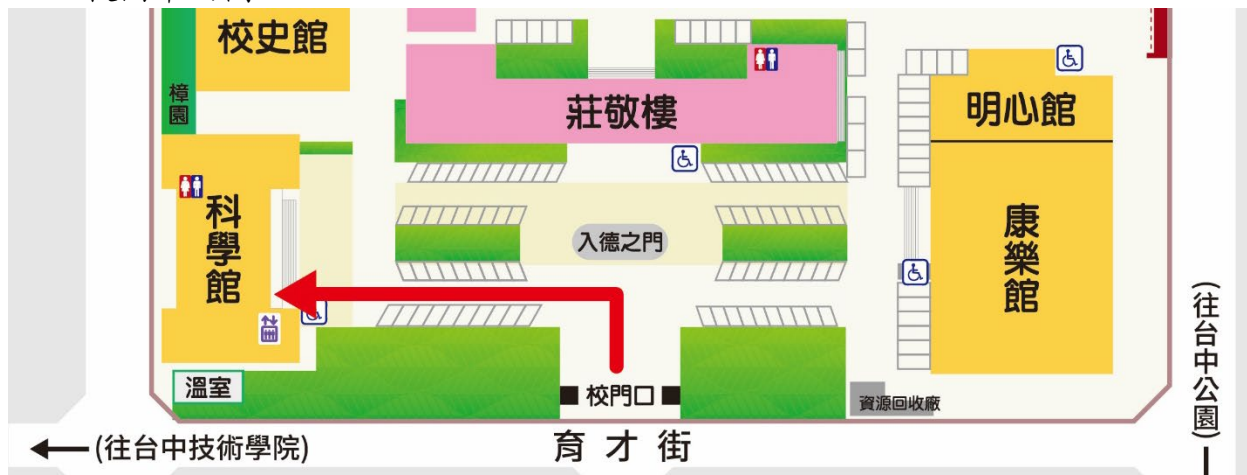 校史館
樟園
莊敬樓
明心館
科學館
入德之門
康樂館
(往台中公園)
溫室
校門口
資源回收廠
(往台中技術學院)
育才街